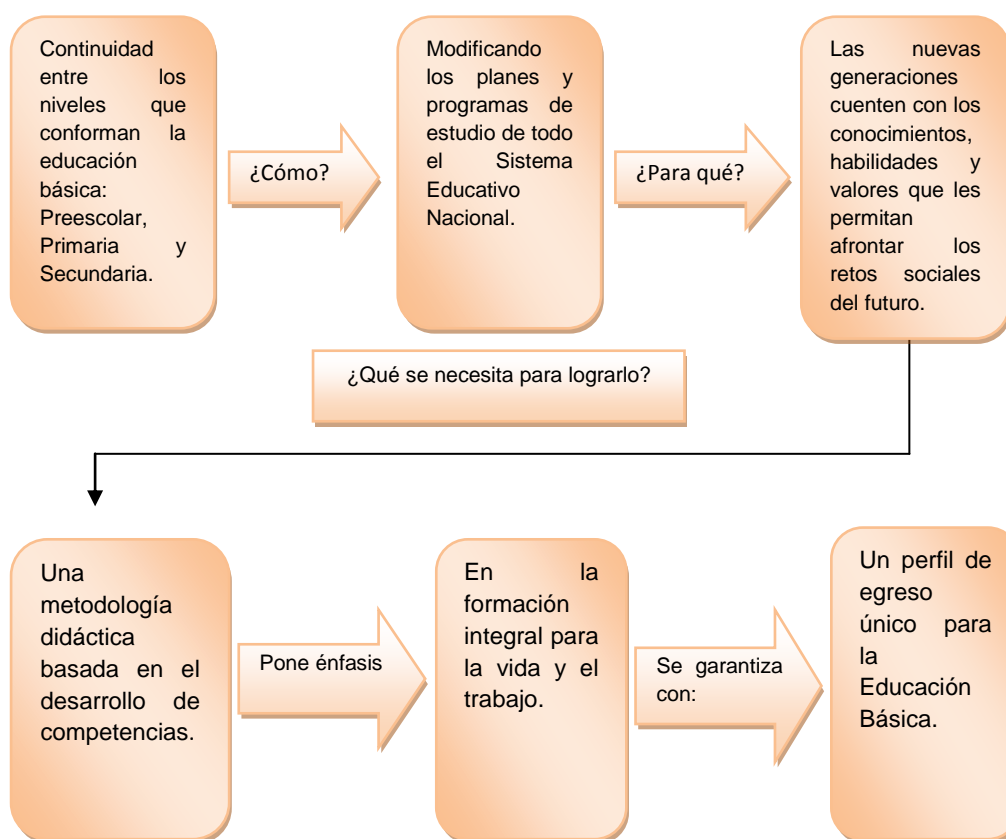 Continuidad
entre los
niveles que
conforman la
educación
básica:
Preescolar,
Primaria y
Secundaria.
¿Cómo?
Modificando
los planes y
programas de
estudio de todo
el Sistema
Educativo
Nacional.
¿Para qué?
Las nuevas
generaciones
cuenten con los
conocimientos,
habilidades y
valores que les
permitan
afrontar los
retos sociales
del futuro.
¿Qué se necesita para lograrlo?
Una
metodología
didáctica
basada en el
desarrollo de
competencias.
Pone énfasis
En la
formación
integral para
la vida y el
trabajo.
Se garantiza
con:
Un perfil de
egreso
único para
la
Educación
Básica.